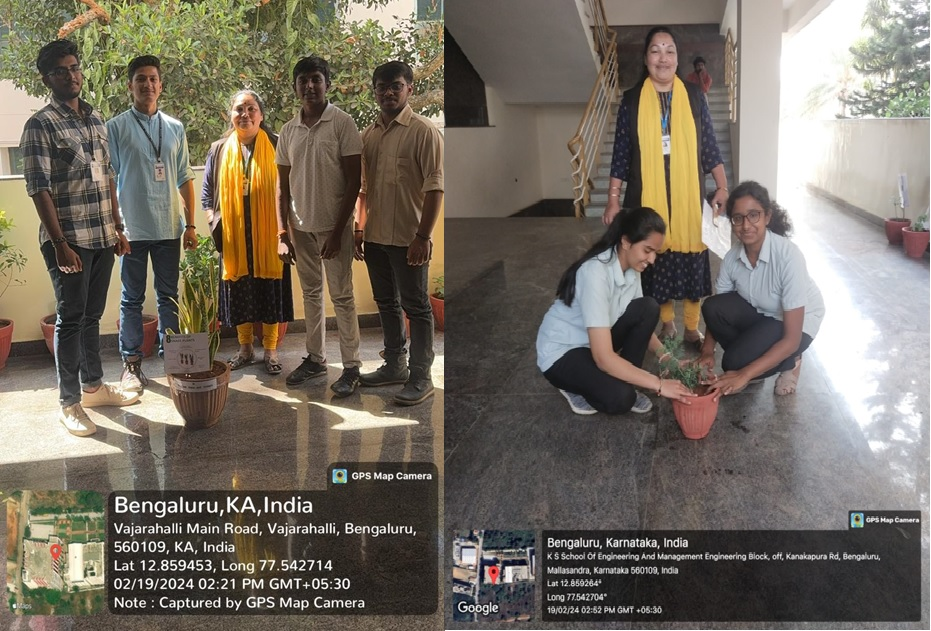 GPS Map Camera
Bengaluru,KA,India
Vajarahalli Main Road, Vajarahalli, Bengaluru,
560109, KA, India
Lat 12.859453, Long 77.542714
02/19/2024 02:21 PM GMT+05:30
Note : Captured by GPS Map Camera
Maps
GPS Map Camera
Bengaluru, Karnataka, India
K S School Of Engineering And Management Engineering Block, off, Kanakapura Rd, Bengaluru,
Mallasandra, Karnataka 560109, India
Lat 12.859264°
Long 77.542704°
19/02/24 02:52 PM GMT +05:30
Google